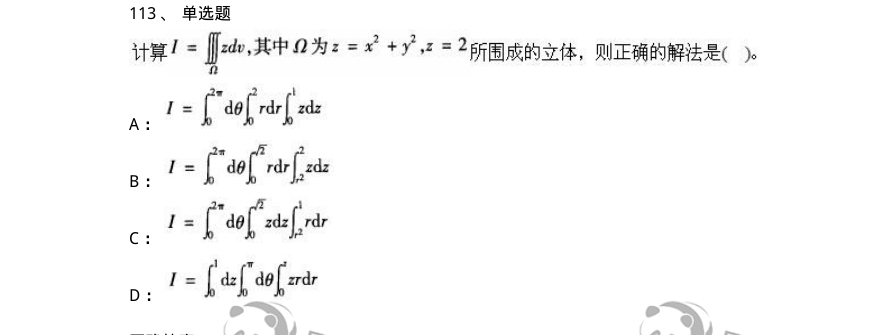 113、 单选题
计算 I = ∭_Ω zdv,其中 Ω 为 z = x² + y², z = 2 所围成的立体，则正确的解法是( )。
A： I = ∫₀^{2π} dθ ∫₀^{2} rdr ∫₀^{1} zdz
B： I = ∫₀^{2π} dθ ∫₀^{√2} rdr ∫_{r²}^{2} zdz
C： I = ∫₀^{2π} dθ ∫₀^{√2} zdz ∫_{r²}^{1} rdr
D： I = ∫₀^{1} dz ∫₀^{π} dθ ∫₀^{z} zrdr